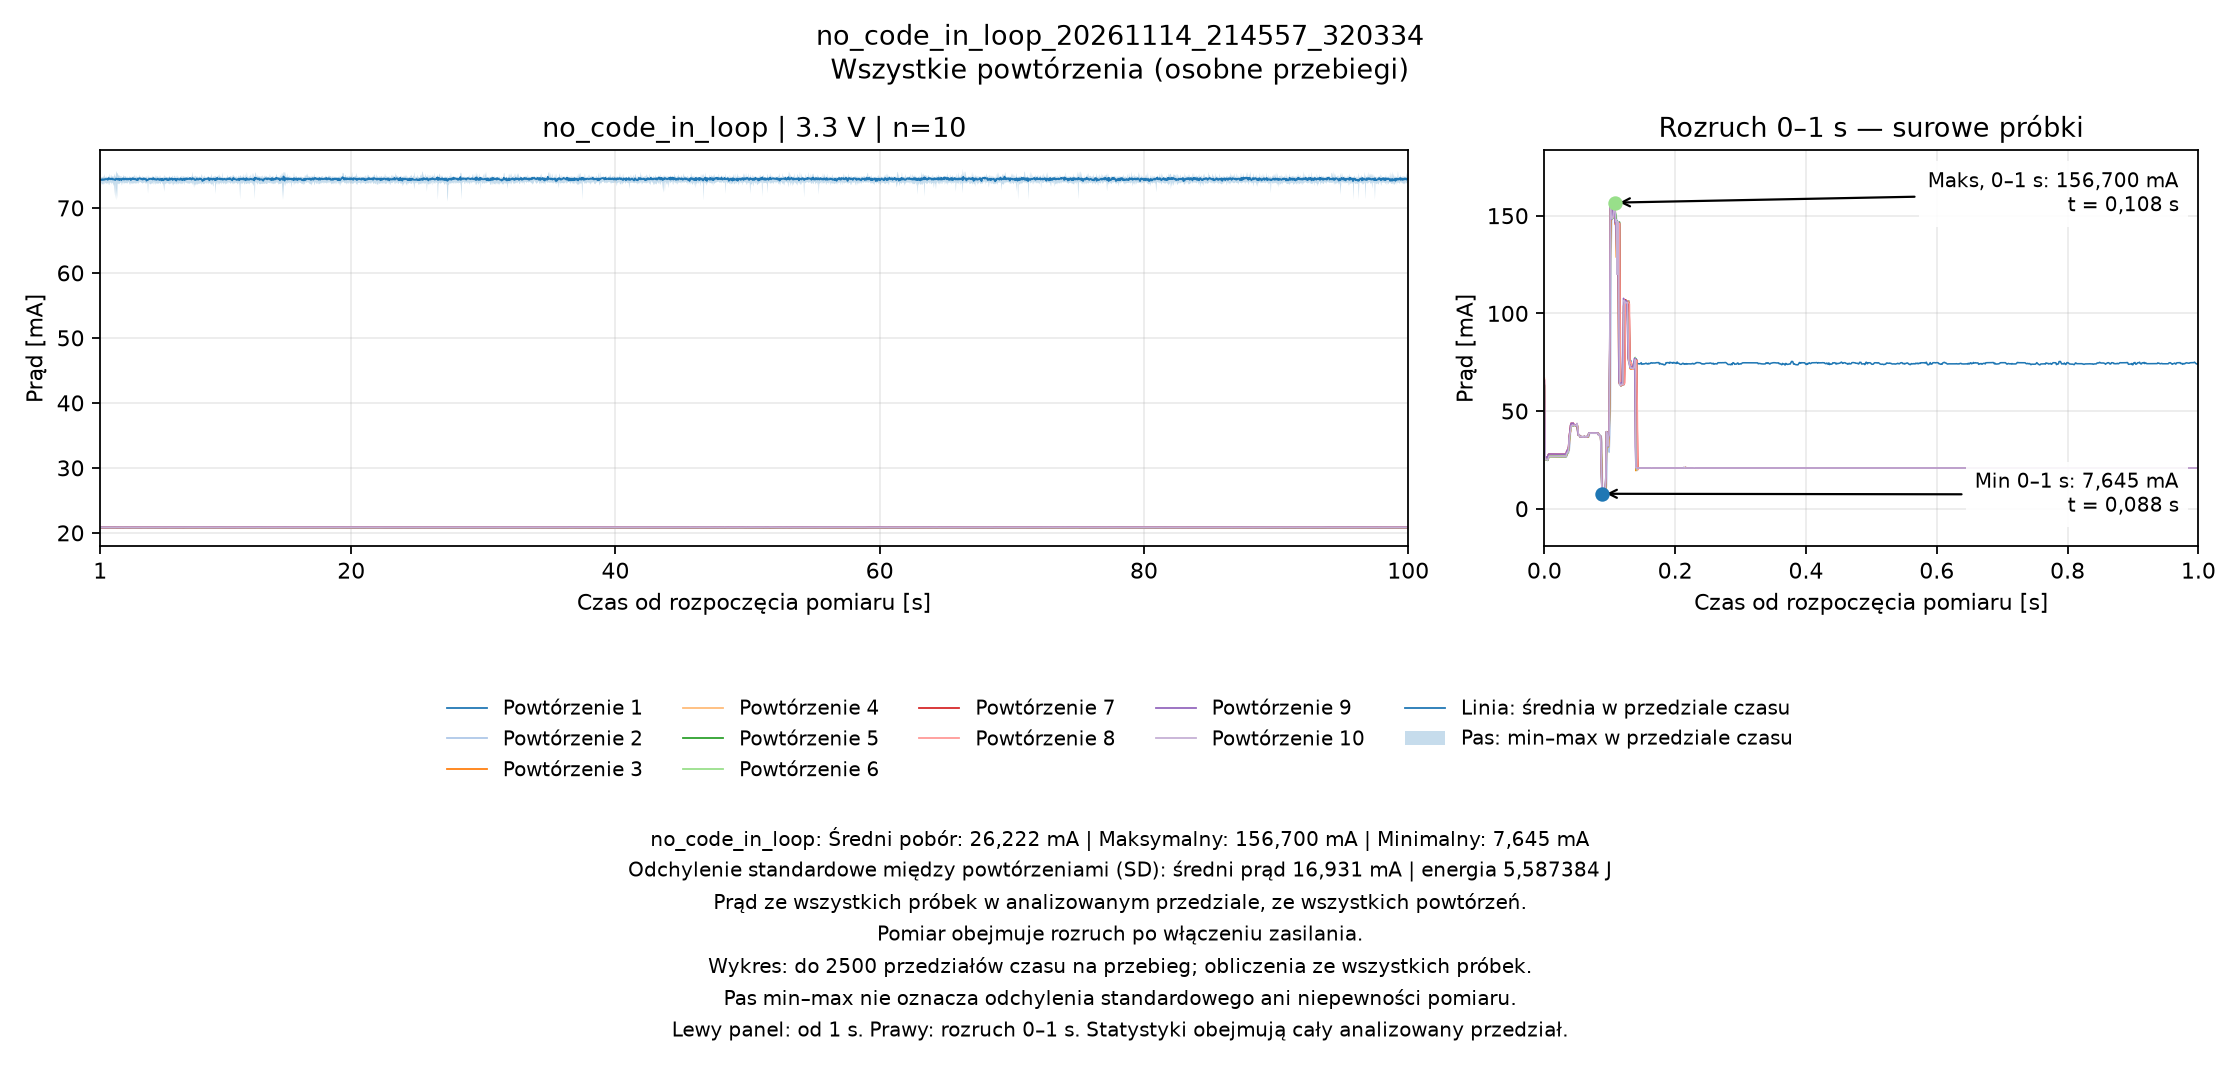 no_code_in_loop_20261114_214557_320334
Wszystkie powtórzenia (osobne przebiegi)
no_code_in_loop | 3.3 V | n=10
Prąd [mA]
70
60
50
40
30
20
1
20
40
60
80
100
Czas od rozpoczęcia pomiaru [s]
Rozruch 0–1 s — surowe próbki
Prąd [mA]
150
100
50
0
Maks, 0–1 s: 156,700 mA
t = 0,108 s
Min 0–1 s: 7,645 mA
t = 0,088 s
0.0
0.2
0.4
0.6
0.8
1.0
Czas od rozpoczęcia pomiaru [s]
Powtórzenie 1
Powtórzenie 2
Powtórzenie 3
Powtórzenie 4
Powtórzenie 5
Powtórzenie 6
Powtórzenie 7
Powtórzenie 8
Powtórzenie 9
Powtórzenie 10
Linia: średnia w przedziale czasu
Pas: min–max w przedziale czasu
no_code_in_loop: Średni pobór: 26,222 mA | Maksymalny: 156,700 mA | Minimalny: 7,645 mA
Odchylenie standardowe między powtórzeniami (SD): średni prąd 16,931 mA | energia 5,587384 J
Prąd ze wszystkich próbek w analizowanym przedziale, ze wszystkich powtórzeń.
Pomiar obejmuje rozruch po włączeniu zasilania.
Wykres: do 2500 przedziałów czasu na przebieg; obliczenia ze wszystkich próbek.
Pas min–max nie oznacza odchylenia standardowego ani niepewności pomiaru.
Lewy panel: od 1 s. Prawy: rozruch 0–1 s. Statystyki obejmują cały analizowany przedział.